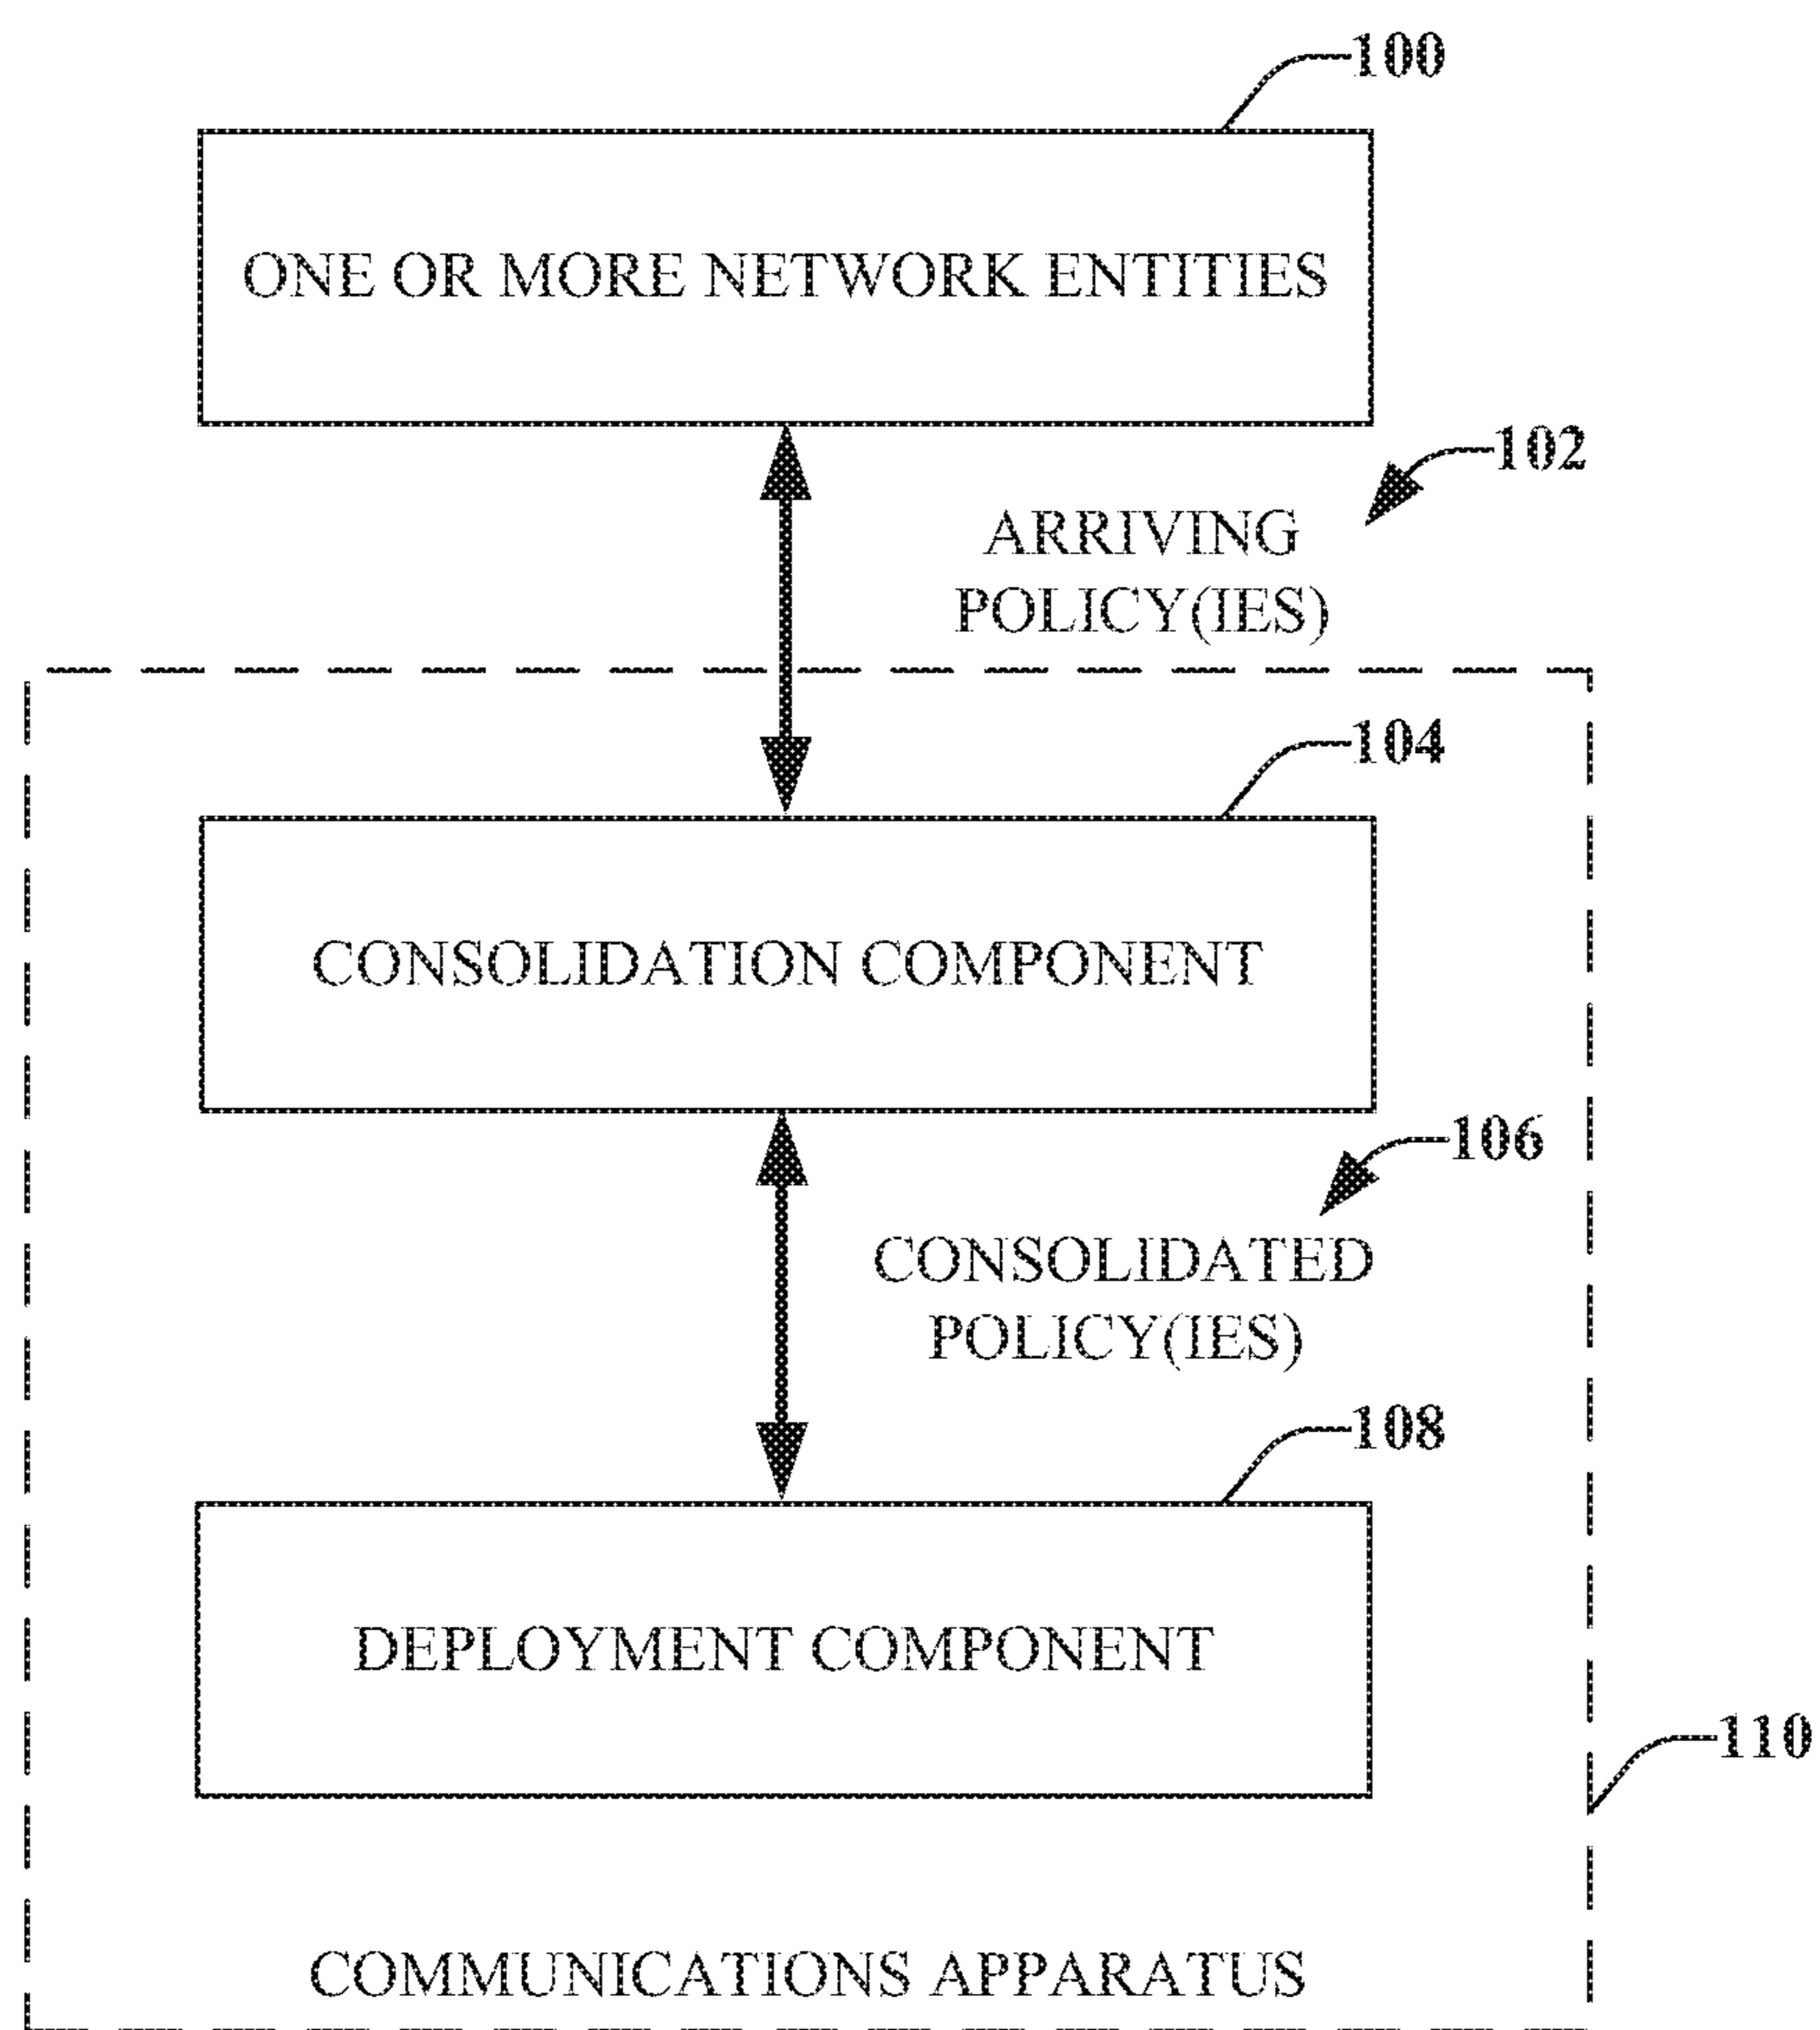 100
ONE OR MORE NETWORK ENTITIES
102
ARRIVING
POLICY(IES)
104
CONSOLIDATION COMPONENT
106
CONSOLIDATED
POLICY(IES)
108
DEPLOYMENT COMPONENT
110
COMMUNICATIONS APPARATUS